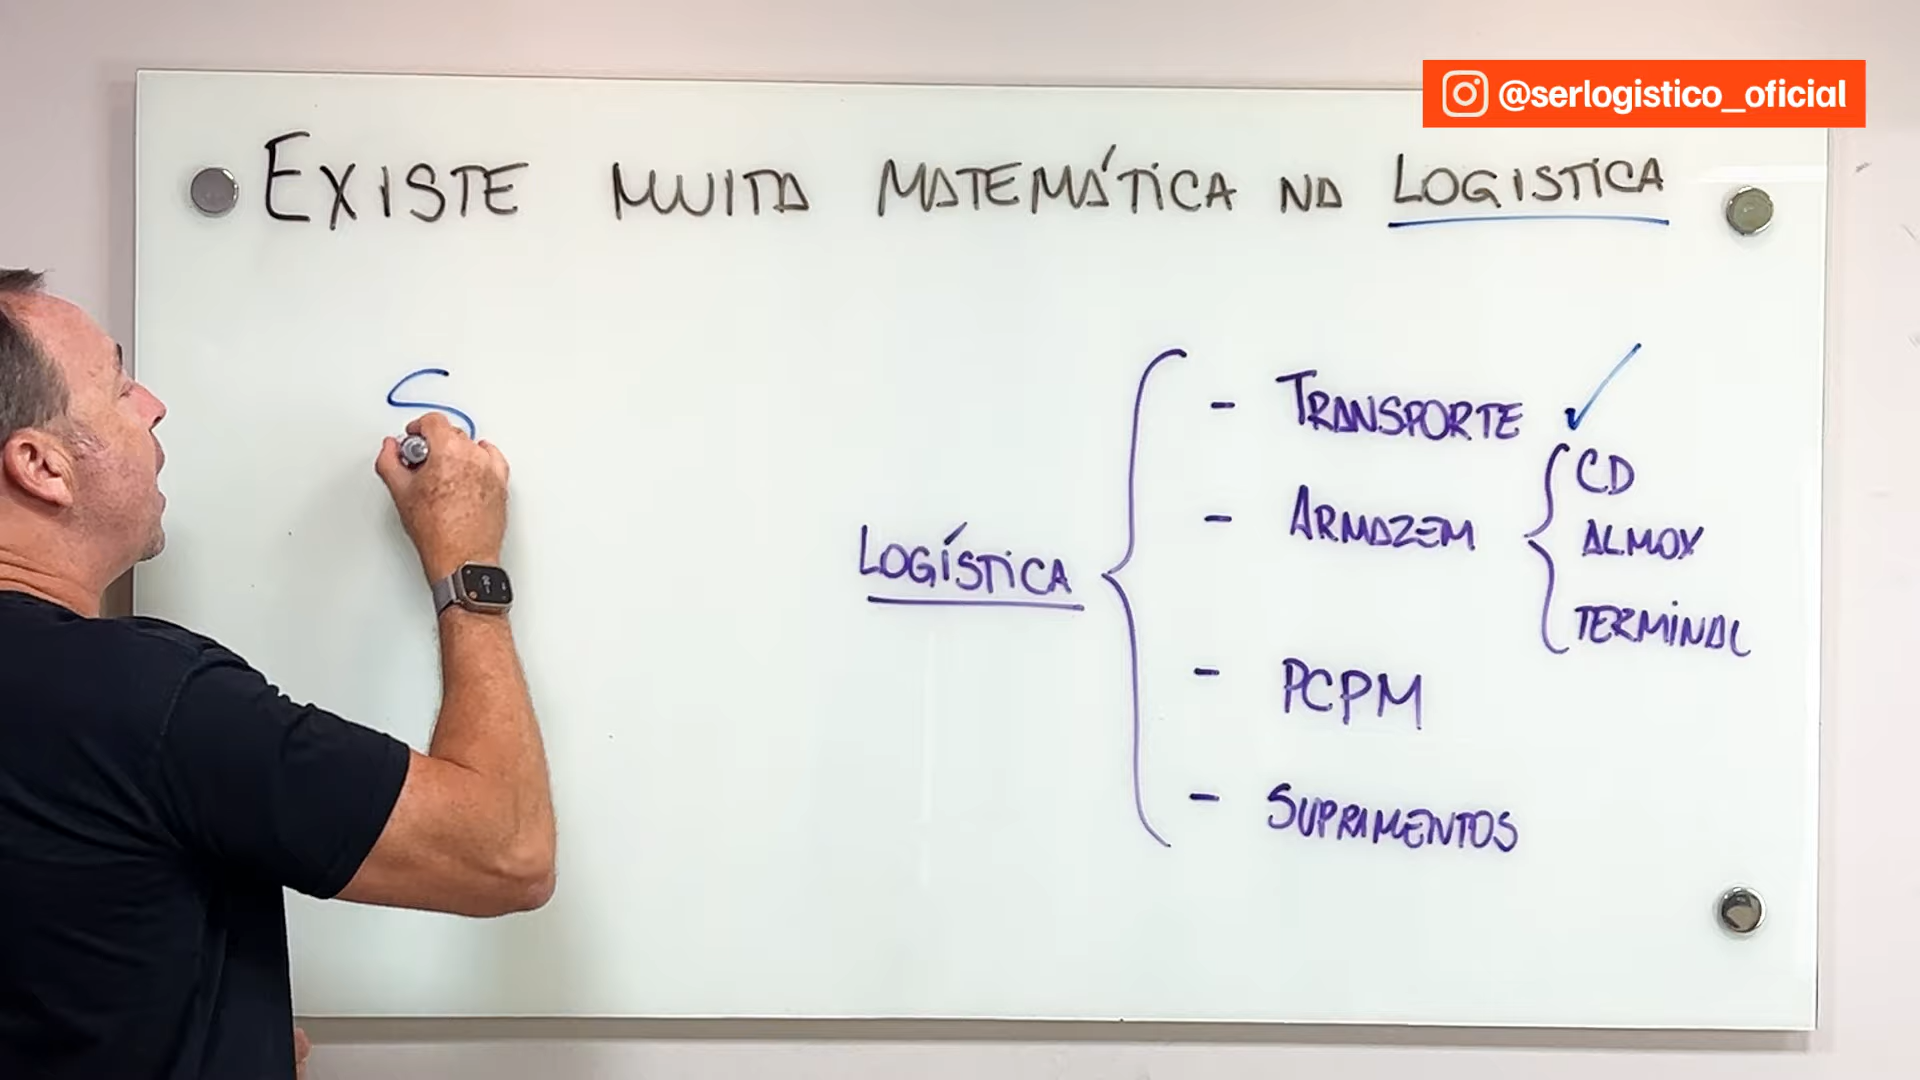 @serlogistico_oficial
EXISTE MUITA MATEMÁTICA NA LOGISTICA
S
- TRANSPORTE ✓
CD
- ARMAZEM
ALMOX
LOGÍSTICA
TERMINAL
- PCPM
- SUPRIMENTOS